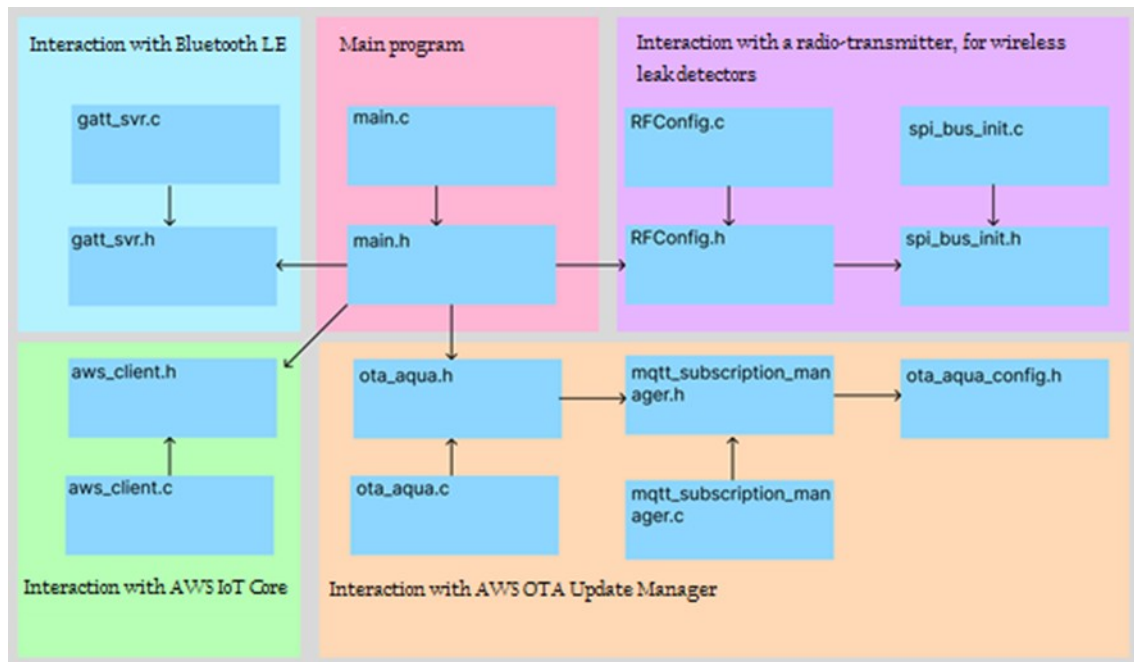 Interaction with Bluetooth LE
gatt_svr.c
gatt_svr.h
Main program
main.c
main.h
Interaction with a radio-transmitter, for wireless
leak detectors
RFConfig.c
spi_bus_init.c
RFConfig.h
spi_bus_init.h
aws_client.h
aws_client.c
Interaction with AWS IoT Core
ota_aqua.h
mqtt_subscription_man
ager.h
ota_aqua_config.h
ota_aqua.c
mqtt_subscription_man
ager.c
Interaction with AWS OTA Update Manager